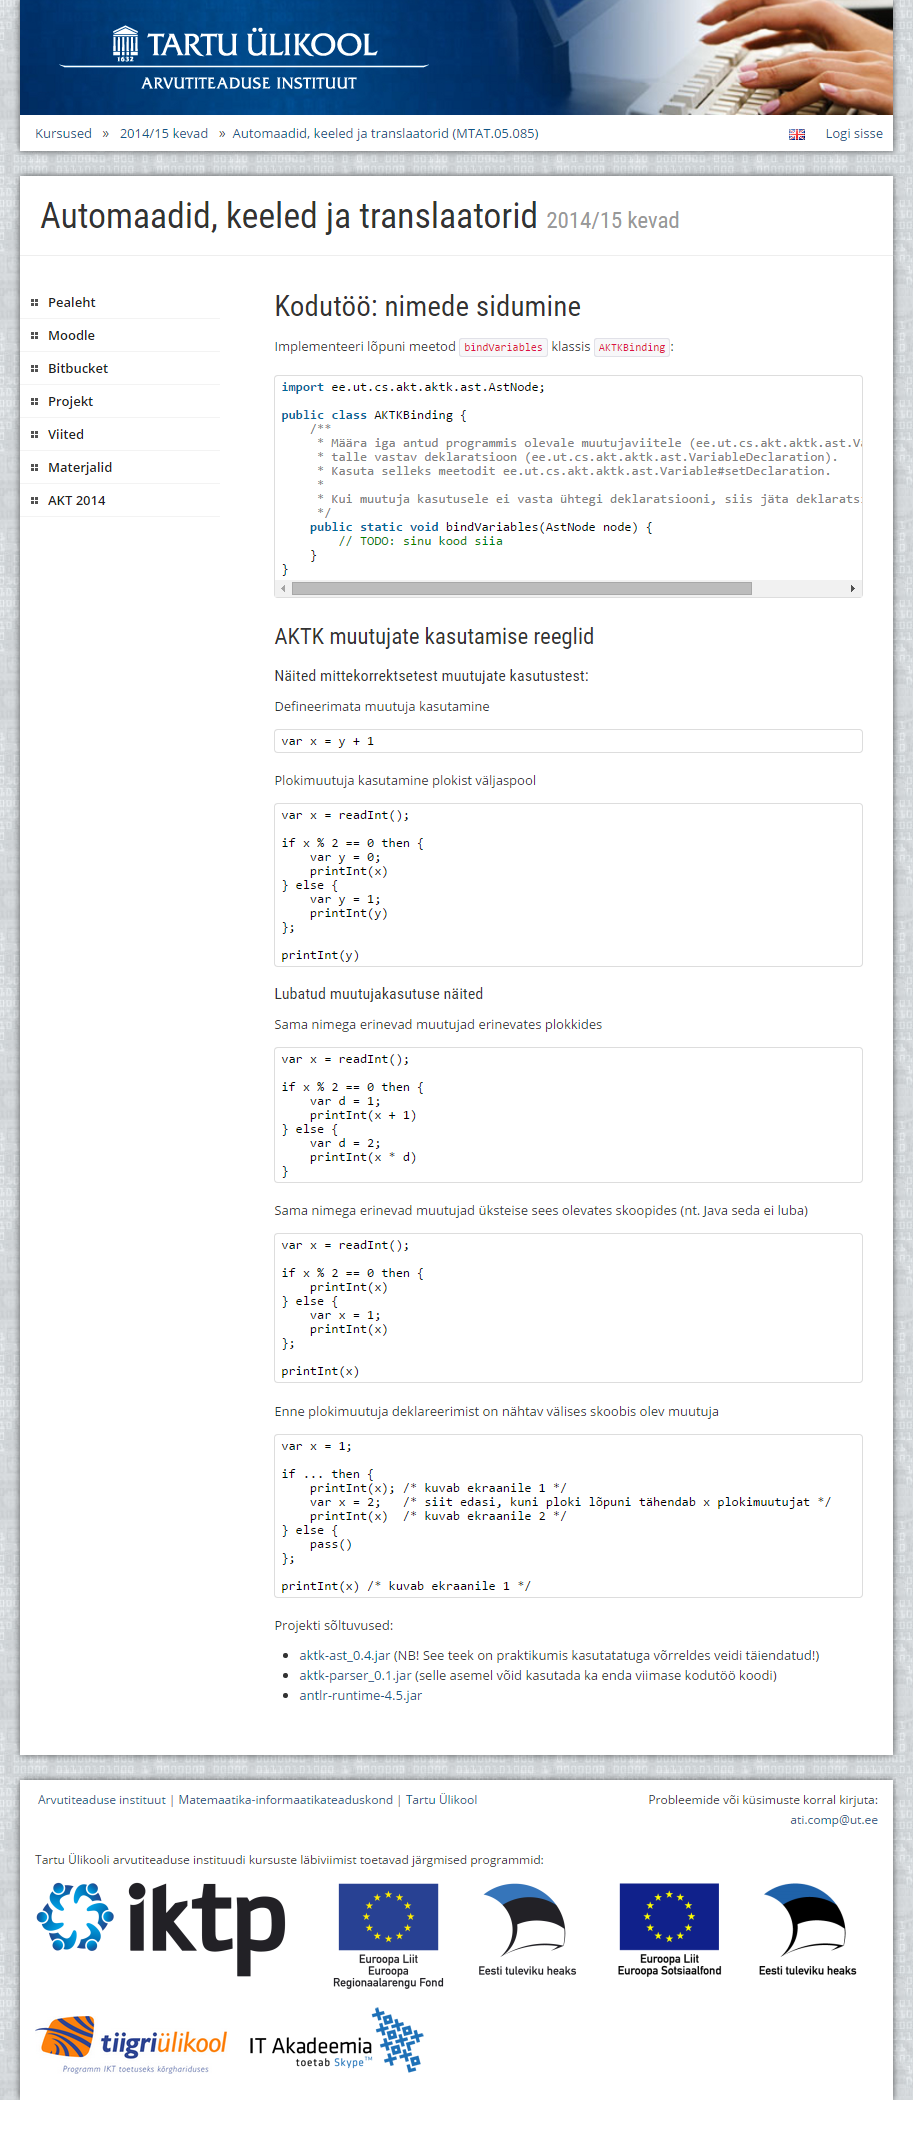 1632 TARTU ÜLIKOOL
ARVUTITEADUSE INSTITUUT
Kursused » 2014/15 kevad » Automaadid, keeled ja translaatorid (MTAT.05.085) Logi sisse
Automaadid, keeled ja translaatorid 2014/15 kevad
Pealeht
Moodle
Bitbucket
Projekt
Viited
Materjalid
AKT 2014
Kodutöö: nimede sidumine
Implementeeri lõpuni meetod bindVariables klassis AKTKBinding:
import ee.ut.cs.akt.aktk.ast.AstNode;
public class AKTKBinding {
/**
* Määra iga antud programmis olevale muutujaviitele (ee.ut.cs.akt.aktk.ast.Va
* talle vastav deklaratsioon (ee.ut.cs.akt.aktk.ast.VariableDeclaration).
* Kasuta selleks meetodit ee.ut.cs.akt.aktk.ast.Variable#setDeclaration.
*
* Kui muutuja kasutusele ei vasta ühtegi deklaratsiooni, siis jäta deklarats
*/
public static void bindVariables(AstNode node) {
// TODO: sinu kood siia
}
}
AKTK muutujate kasutamise reeglid
Näited mittekorrektsetest muutujate kasutustest:
Defineerimata muutuja kasutamine
var x = y + 1
Plokimuutuja kasutamine plokist väljaspool
var x = readInt();
if x % 2 == 0 then {
var y = 0;
printInt(x)
} else {
var y = 1;
printInt(y)
};
printInt(y)
Lubatud muutujakasutuse näited
Sama nimega erinevad muutujad erinevates plokkides
var x = readInt();
if x % 2 == 0 then {
var d = 1;
printInt(x + 1)
} else {
var d = 2;
printInt(x * d)
}
Sama nimega erinevad muutujad üksteise sees olevates skoopides (nt. Java seda ei luba)
var x = readInt();
if x % 2 == 0 then {
printInt(x)
} else {
var x = 1;
printInt(x)
};
printInt(x)
Enne plokimuutuja deklareerimist on nähtav välises skoobis olev muutuja
var x = 1;
if ... then {
printInt(x); /* kuvab ekraanile 1 */
var x = 2; /* siit edasi, kuni ploki lõpuni tähendab x plokimuutujat */
printInt(x) /* kuvab ekraanile 2 */
} else {
pass()
};
printInt(x) /* kuvab ekraanile 1 */
Projekti sõltuvused:
aktk-ast_0.4.jar (NB! See teek on praktikumis kasutatatuga võrreldes veidi täiendatud!)
aktk-parser_0.1.jar (selle asemel võid kasutada ka enda viimase kodutöö koodi)
antlr-runtime-4.5.jar
Arvutiteaduse instituut | Matemaatika-informaatikateaduskond | Tartu Ülikool
Probleemide või küsimuste korral kirjuta:
ati.comp@ut.ee
Tartu Ülikooli arvutiteaduse instituudi kursuste läbiviimist toetavad järgmised programmid:
iktp
Euroopa Liit
Euroopa
Regionaalarengu Fond
Eesti tuleviku heaks
Euroopa Liit
Euroopa Sotsiaalfond
Eesti tuleviku heaks
tiigriülikool
Programm IKT toetuseks kõrghariduses
IT Akadeemia
toetab Skype™